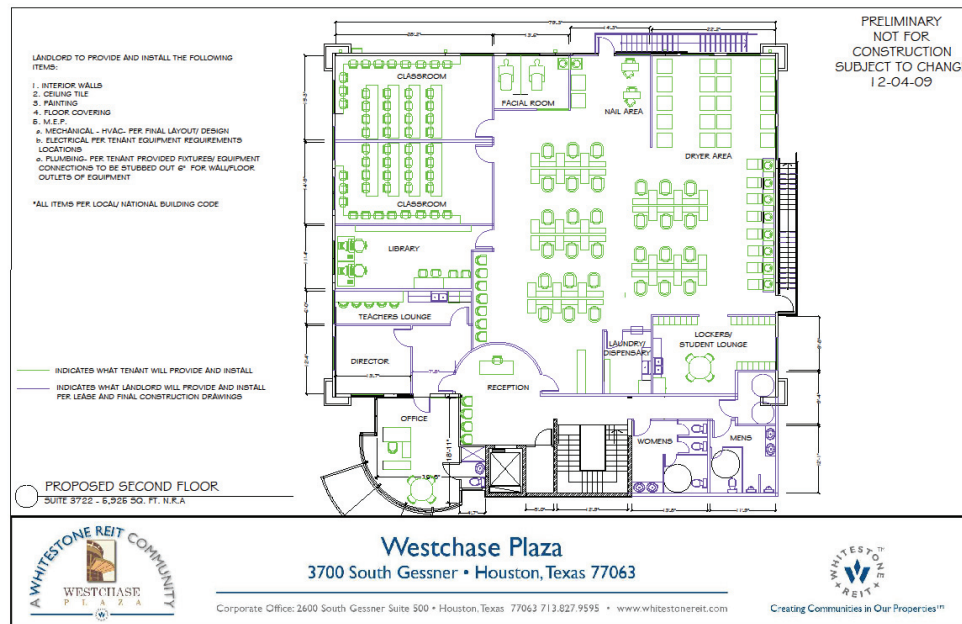 PRELIMINARY
NOT FOR
CONSTRUCTION
SUBJECT TO CHANG
12-04-09
LANDLORD TO PROVIDE AND INSTALL THE FOLLOWING
ITEMS:
1. INTERIOR WALLS
2. CEILING TILE
3. PAINTING
4. FLOOR COVERING
5. M.E.P.
a. MECHANICAL - HVAC- PER FINAL LAYOUT/ DESIGN
b. ELECTRICAL PER TENANT EQUIPMENT REQUIREMENTS
LOCATIONS
c. PLUMBING- PER TENANT PROVIDED FIXTURES/ EQUIPMENT
CONNECTIONS TO BE STUBBED OUT 6" FOR WALL/FLOOR
OUTLETS OF EQUIPMENT
*ALL ITEMS PER LOCAL/ NATIONAL BUILDING CODE
CLASSROOM
FACIAL ROOM
NAIL AREA
DRYER AREA
CLASSROOM
LIBRARY
TEACHERS LOUNGE
DIRECTOR
LAUNDRY/
DISPENSARY
LOCKERS/
STUDENT LOUNGE
RECEPTION
OFFICE
18'-11"
WOMENS
MENS
INDICATES WHAT TENANT WILL PROVIDE AND INSTALL
INDICATES WHAT LANDLORD WILL PROVIDE AND INSTALL
PER LEASE AND FINAL CONSTRUCTION DRAWINGS
PROPOSED SECOND FLOOR
SUITE 3722 - 6,925 SQ. FT. N.R.A
A WHITESTONE REIT COMMUNITY
WESTCHASE
PLAZA
Westchase Plaza
3700 South Gessner • Houston, Texas 77063
Corporate Office: 2600 South Gessner Suite 500 • Houston, Texas 77063 713.827.9595 • www.whitestonereit.com
WHITESTONE™
REIT
Creating Communities in Our Properties™